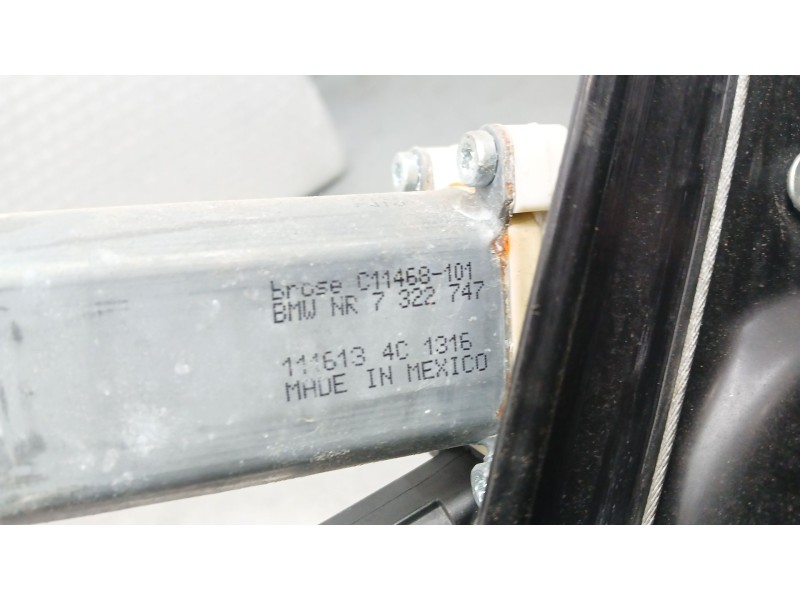 brose C11468-101
BMW NR 7 322 747
111613 4C 1316
MADE IN MEXICO